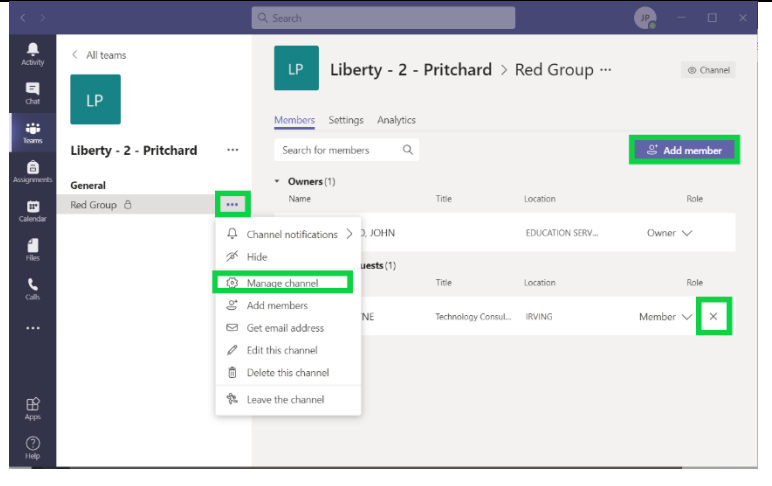 Search
JP
Activity
Chat
Teams
Assignments
Calendar
Files
Calls
Apps
Help
All teams
LP
Liberty - 2 - Pritchard
General
Red Group
Channel notifications
Hide
Manage channel
Add members
Get email address
Edit this channel
Delete this channel
Leave the channel
LP
Liberty - 2 - Pritchard > Red Group ...
Channel
Members Settings Analytics
Search for members
Add member
Owners (1)
Name Title Location Role
, JOHN EDUCATION SERV... Owner
uests (1)
Title Location Role
NE Technology Consul... IRVING Member